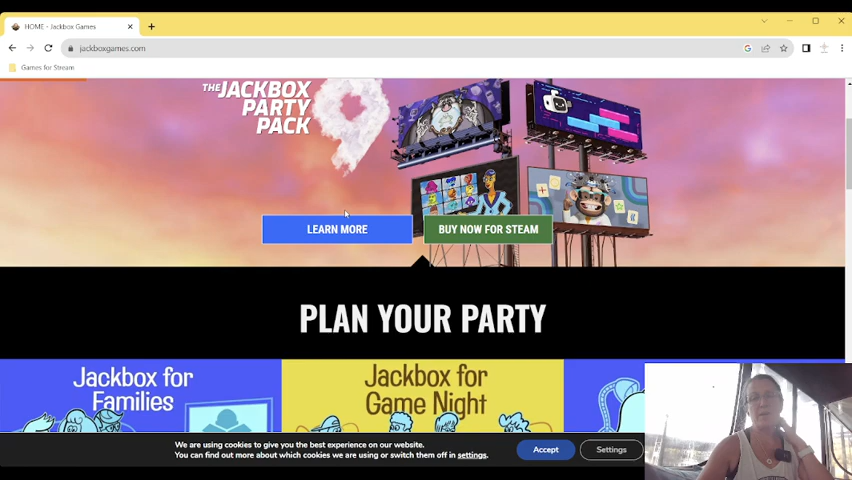 HOME - Jackbox Games
jackboxgames.com
Games for Stream
THE JACKBOX
PARTY
PACK
9
LEARN MORE
BUY NOW FOR STEAM
PLAN YOUR PARTY
Jackbox for
Families
Jackbox for
Game Night
We are using cookies to give you the best experience on our website.
You can find out more about which cookies we are using or switch them off in settings.
Accept
Settings